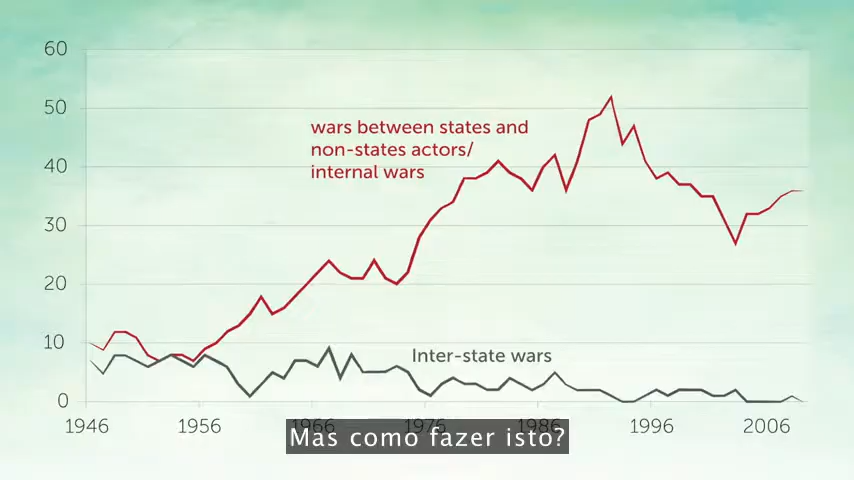 60
50
40
30
20
10
0
wars between states and
non-states actors/
internal wars
Inter-state wars
1946 1956 1966 1976 1986 1996 2006
Mas como fazer isto?